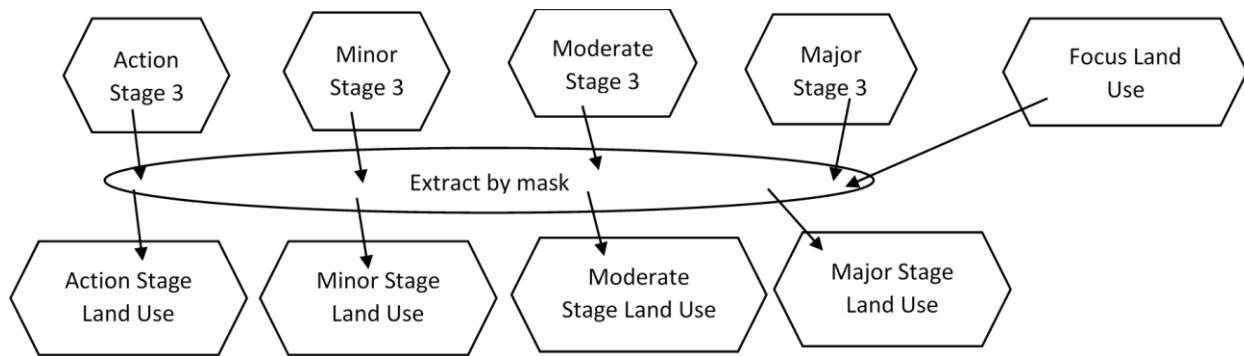 Action
Stage 3
Minor
Stage 3
Moderate
Stage 3
Major
Stage 3
Focus Land
Use
Extract by mask
Action Stage
Land Use
Minor Stage
Land Use
Moderate
Stage Land Use
Major Stage
Land Use